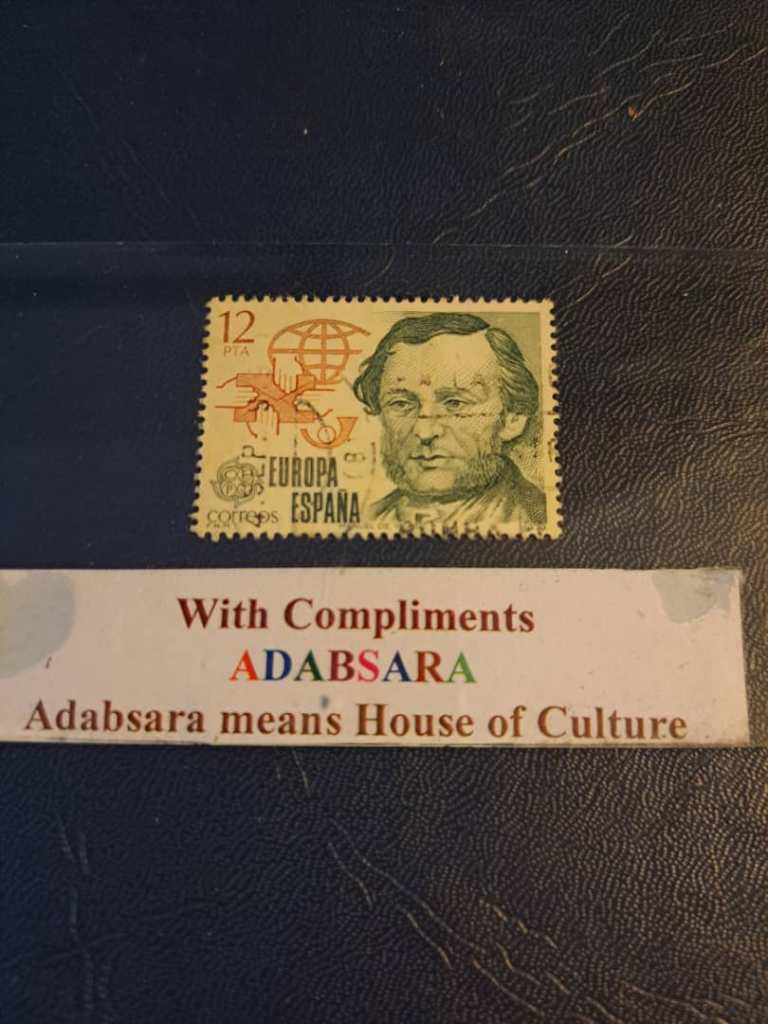 12
PTA
EUROPA
ESPAÑA
correos
With Compliments
ADABSARA
Adabsara means House of Culture